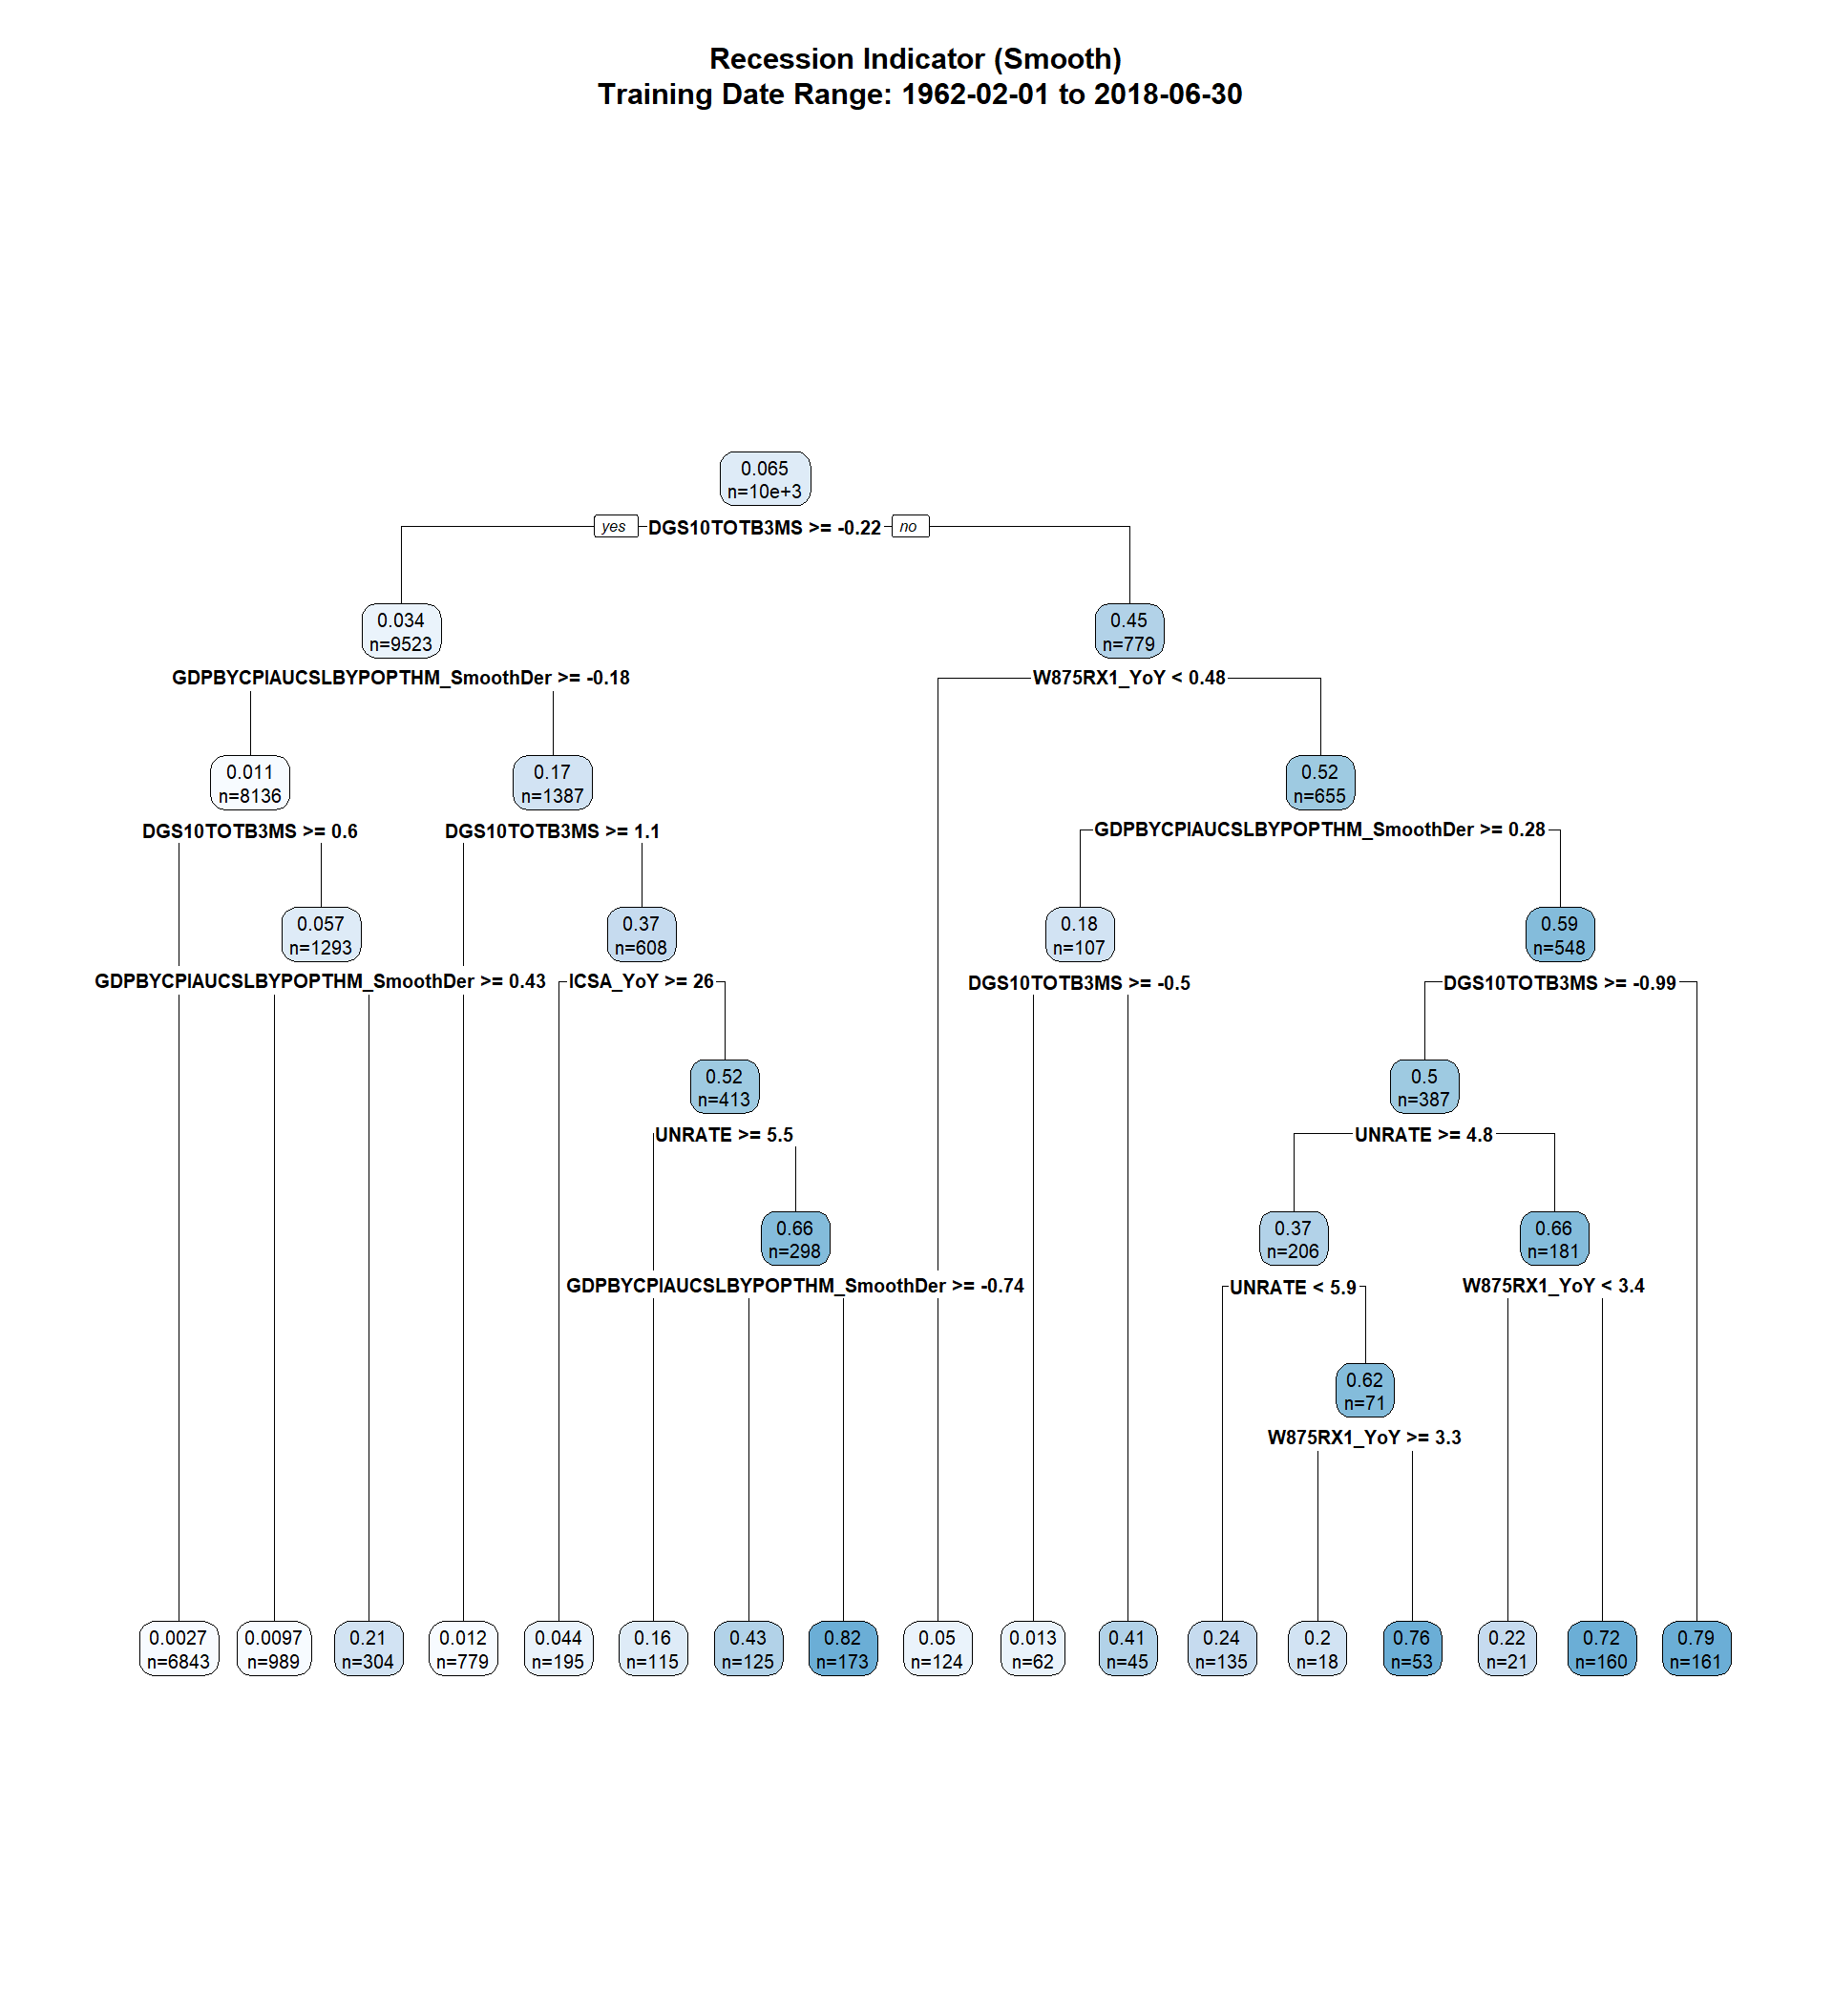 Recession Indicator (Smooth)
Training Date Range: 1962-02-01 to 2018-06-30
0.065
n=10e+3
yes
DGS10TOTB3MS >= -0.22
no
0.034
n=9523
0.45
n=779
GDPBYCPIAUCSLBYPOPTHM_SmoothDer >= -0.18
W875RX1_YoY < 0.48
0.011
n=8136
0.17
n=1387
0.52
n=655
DGS10TOTB3MS >= 0.6
DGS10TOTB3MS >= 1.1
GDPBYCPIAUCSLBYPOPTHM_SmoothDer >= 0.28
0.057
n=1293
0.37
n=608
0.18
n=107
0.59
n=548
GDPBYCPIAUCSLBYPOPTHM_SmoothDer >= 0.43
ICSA_YoY >= 26
DGS10TOTB3MS >= -0.5
DGS10TOTB3MS >= -0.99
0.52
n=413
0.5
n=387
UNRATE >= 5.5
UNRATE >= 4.8
0.66
n=298
0.37
n=206
0.66
n=181
GDPBYCPIAUCSLBYPOPTHM_SmoothDer >= -0.74
UNRATE < 5.9
W875RX1_YoY < 3.4
0.62
n=71
W875RX1_YoY >= 3.3
0.0027
n=6843
0.0097
n=989
0.21
n=304
0.012
n=779
0.044
n=195
0.16
n=115
0.43
n=125
0.82
n=173
0.05
n=124
0.013
n=62
0.41
n=45
0.24
n=135
0.2
n=18
0.76
n=53
0.22
n=21
0.72
n=160
0.79
n=161